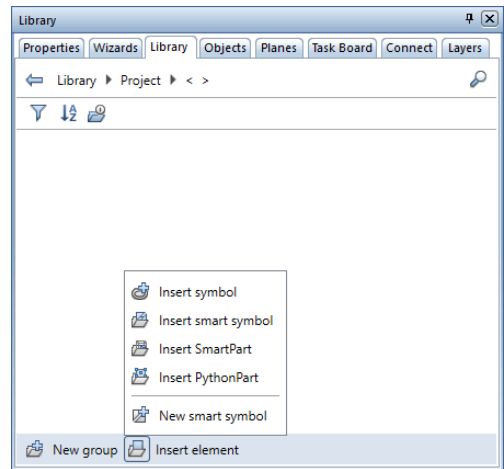 Library
Properties Wizards Library Objects Planes Task Board Connect Layers
Library Project < >
Insert symbol
Insert smart symbol
Insert SmartPart
Insert PythonPart
New smart symbol
New group Insert element